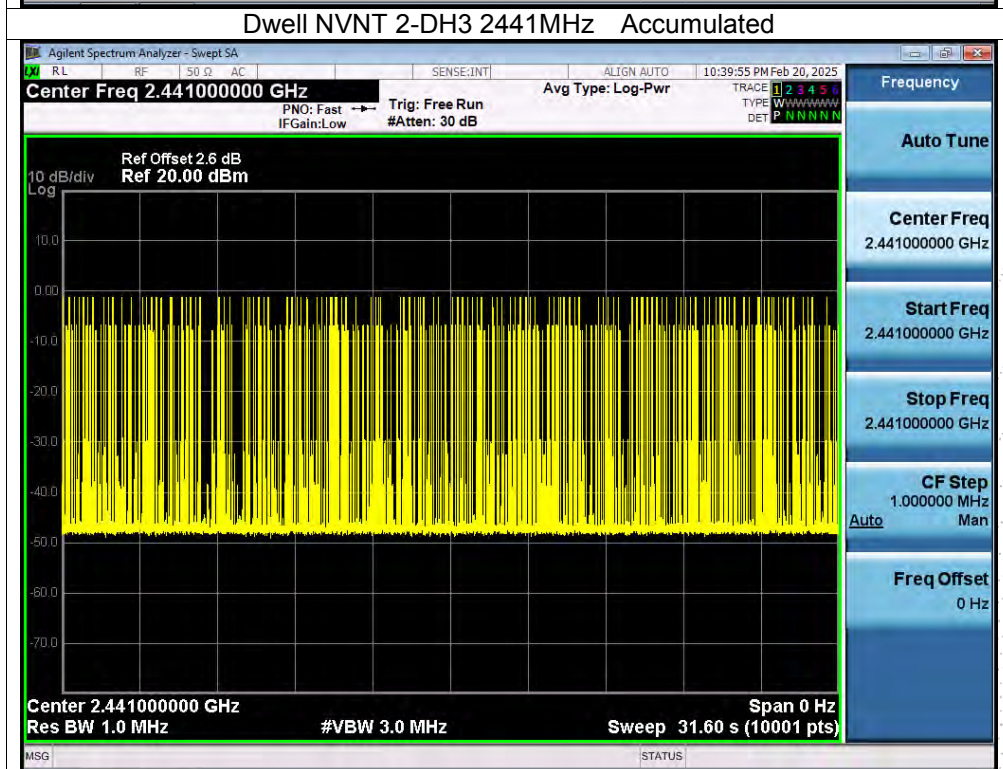 Dwell NVNT 2-DH3 2441MHz Accumulated
Agilent Spectrum Analyzer - Swept SA
LXI RL RF 50 Ω AC SENSE:INT ALIGN AUTO 10:39:55 PM Feb 20, 2025
Center Freq 2.441000000 GHz
PNO: Fast
IFGain:Low
Trig: Free Run
#Atten: 30 dB
Avg Type: Log-Pwr
TRACE 1 2 3 4 5 6
TYPE WWWWWW
DET P N N N N N
Frequency
Auto Tune
Center Freq
2.441000000 GHz
Start Freq
2.441000000 GHz
Stop Freq
2.441000000 GHz
CF Step
1.000000 MHz
Auto Man
Freq Offset
0 Hz
Ref Offset 2.6 dB
10 dB/div Ref 20.00 dBm
Log
10.0
0.00
-10.0
-20.0
-30.0
-40.0
-50.0
-60.0
-70.0
Center 2.441000000 GHz Span 0 Hz
Res BW 1.0 MHz #VBW 3.0 MHz Sweep 31.60 s (10001 pts)
MSG STATUS